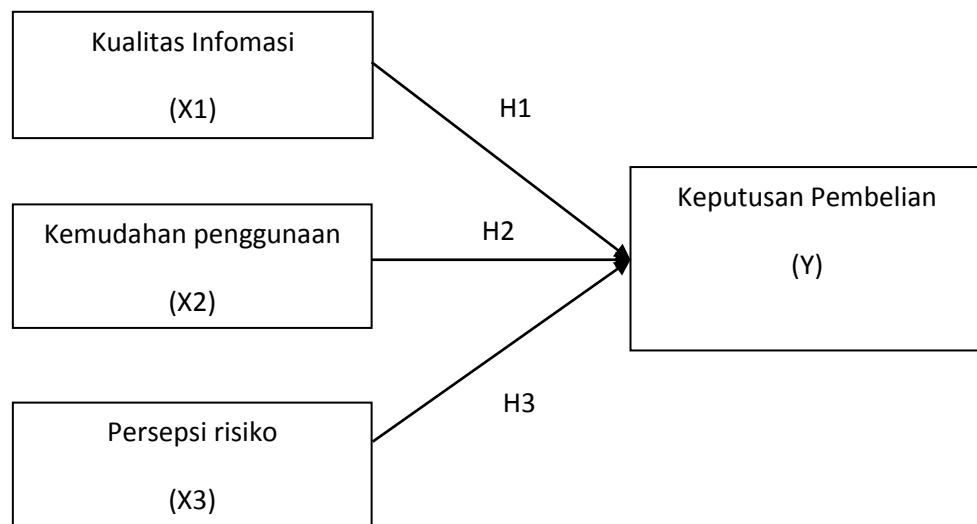 Kualitas Infomasi
(X1)
H1
Keputusan Pembelian
(Y)
Kemudahan penggunaan
(X2)
H2
Persepsi risiko
(X3)
H3